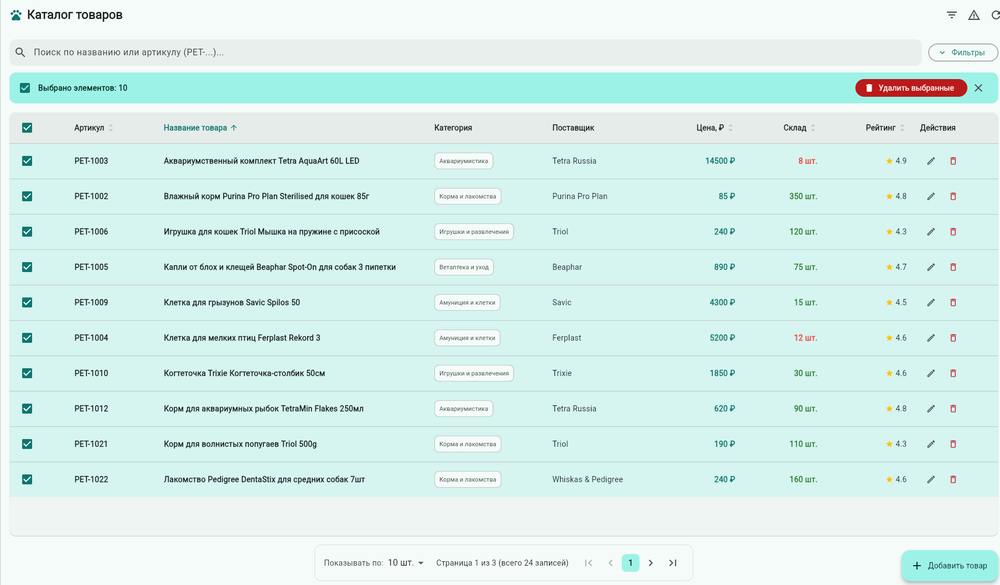 Каталог товаров
Поиск по названию или артикулу (PET-...)...
Фильтры
Выбрано элементов: 10
Удалить выбранные
Артикул Название товара Категория Поставщик Цена, ₽ Склад Рейтинг Действия
PET-1003 Аквариумственный комплект Tetra AquaArt 60L LED Аквариумистика Tetra Russia 14500 ₽ 8 шт. 4.9
PET-1002 Влажный корм Purina Pro Plan Sterilised для кошек 85г Корма и лакомства Purina Pro Plan 85 ₽ 350 шт. 4.8
PET-1006 Игрушка для кошек Triol Мышка на пружине с присоской Игрушки и развлечения Triol 240 ₽ 120 шт. 4.3
PET-1005 Капли от блох и клещей Beaphar Spot-On для собак 3 пипетки Ветаптека и уход Beaphar 890 ₽ 75 шт. 4.7
PET-1009 Клетка для грызунов Savic Spilos 50 Амуниция и клетки Savic 4300 ₽ 15 шт. 4.5
PET-1004 Клетка для мелких птиц Ferplast Rekord 3 Амуниция и клетки Ferplast 5200 ₽ 12 шт. 4.6
PET-1010 Когтеточка Trixie Когтеточка-столбик 50см Игрушки и развлечения Trixie 1850 ₽ 30 шт. 4.6
PET-1012 Корм для аквариумных рыбок TetraMin Flakes 250мл Аквариумистика Tetra Russia 620 ₽ 90 шт. 4.8
PET-1021 Корм для волнистых попугаев Triol 500g Корма и лакомства Triol 190 ₽ 110 шт. 4.3
PET-1022 Лакомство Pedigree DentaStix для средних собак 7шт Корма и лакомства Whiskas & Pedigree 240 ₽ 160 шт. 4.6
Показывать по: 10 шт. Страница 1 из 3 (всего 24 записей) 1
Добавить товар